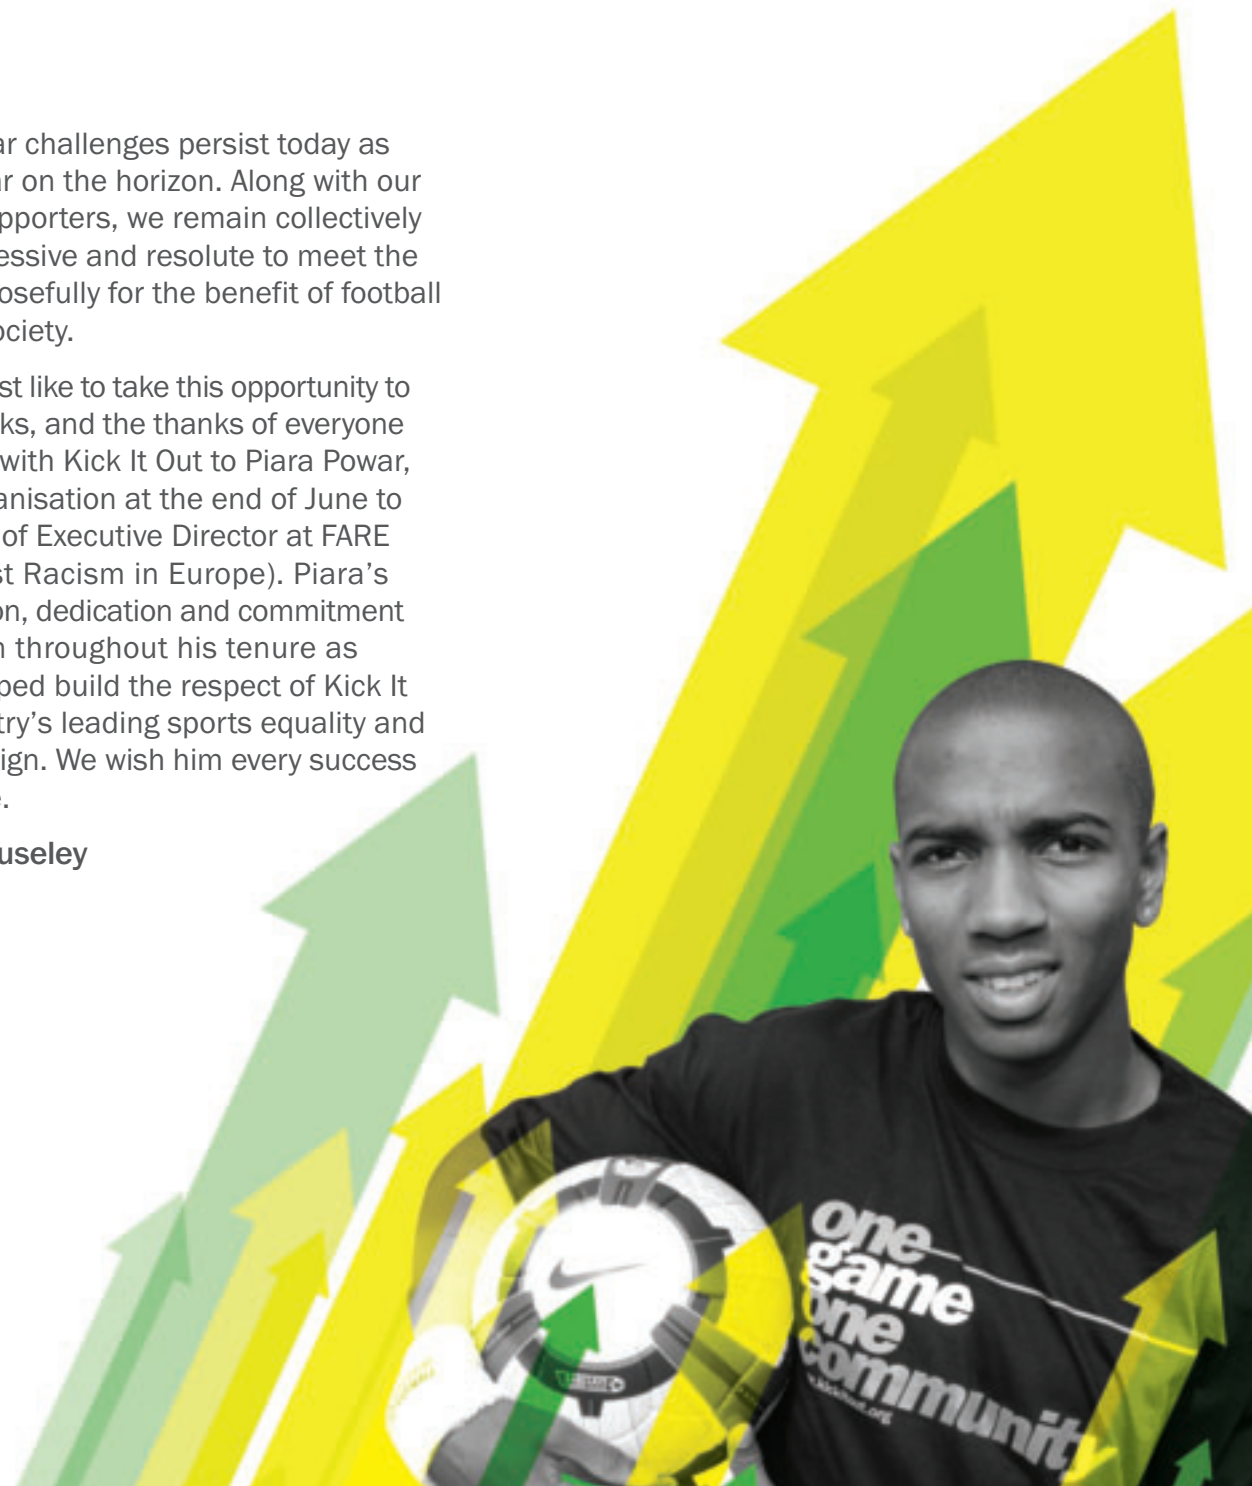 ar challenges persist today as
ar on the horizon. Along with our
pporters, we remain collectively
essive and resolute to meet the
osefully for the benefit of football
ociety.
st like to take this opportunity to
ks, and the thanks of everyone
with Kick It Out to Piara Powar,
anisation at the end of June to
of Executive Director at FARE
st Racism in Europe). Piara's
on, dedication and commitment
n throughout his tenure as
ped build the respect of Kick It
try's leading sports equality and
ign. We wish him every success
e.
useley
one
game
one
community